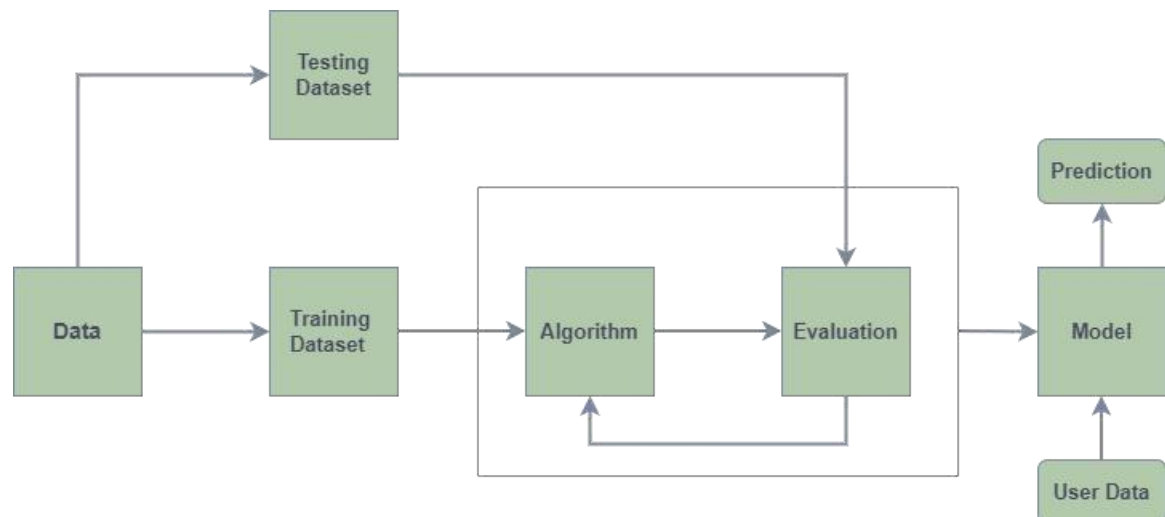 Testing
Dataset
Prediction
Data
Training
Dataset
Algorithm
Evaluation
Model
User Data